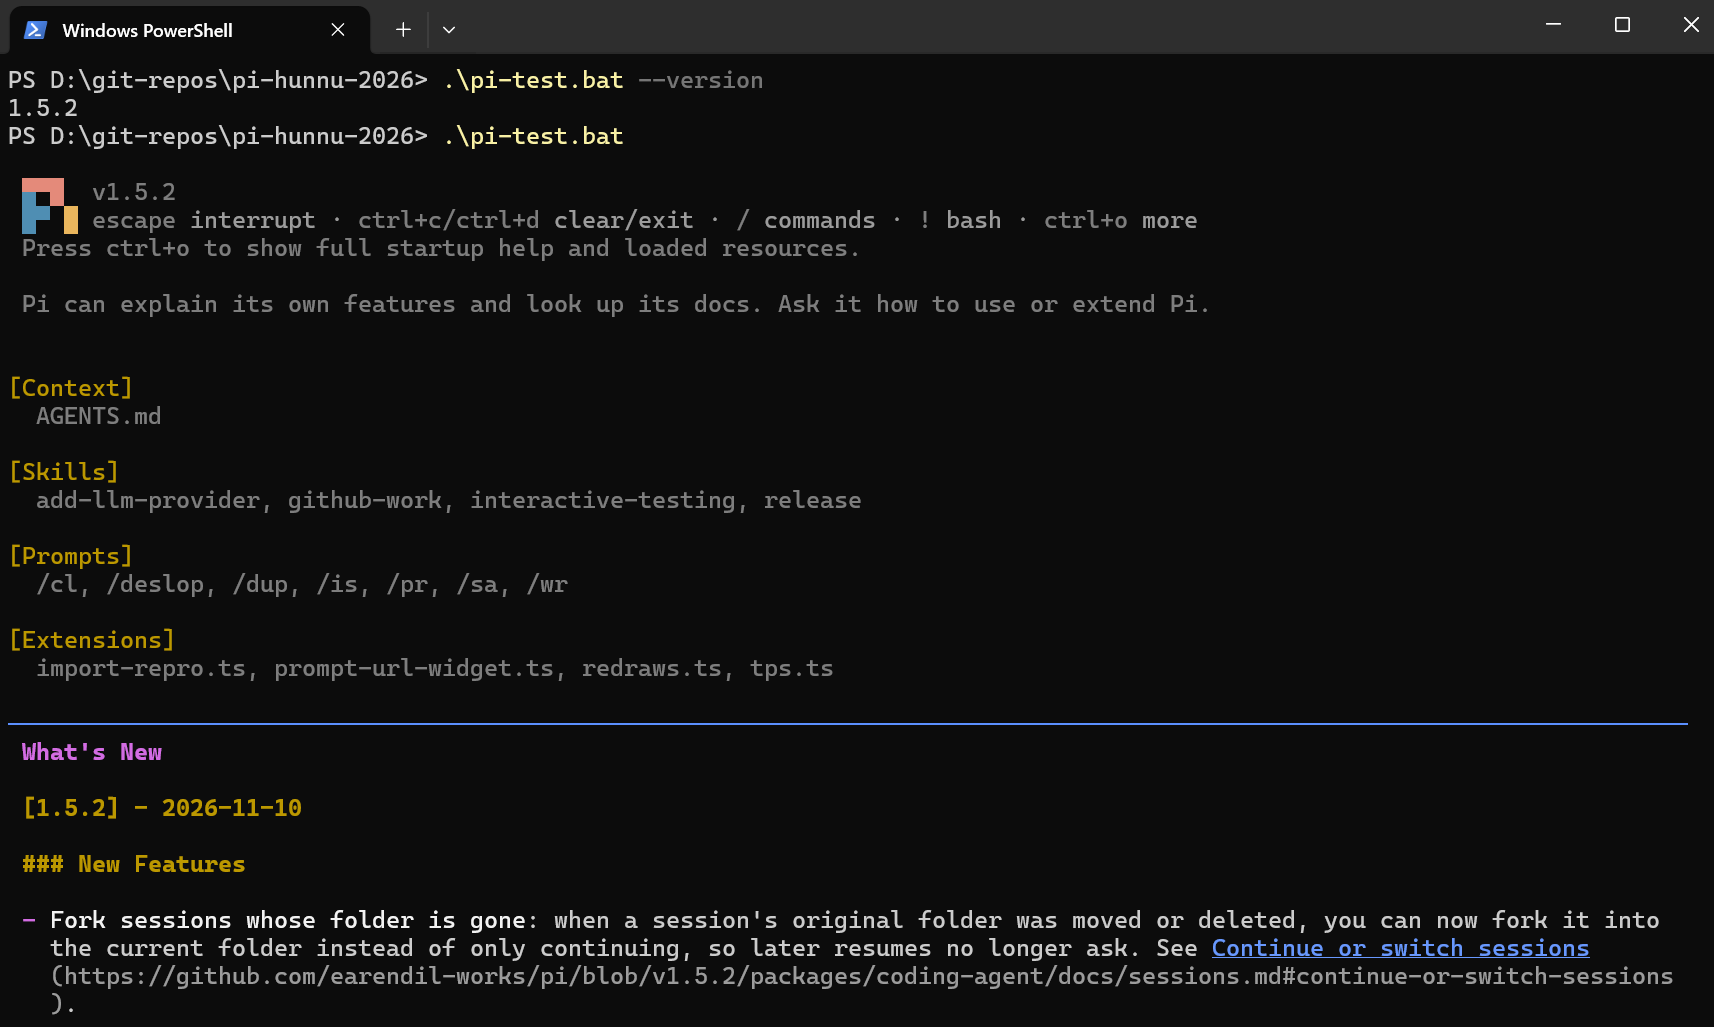 Windows PowerShell
PS D:\git-repos\pi-hunnu-2026> .\pi-test.bat --version
1.5.2
PS D:\git-repos\pi-hunnu-2026> .\pi-test.bat
v1.5.2
escape interrupt · ctrl+c/ctrl+d clear/exit · / commands · ! bash · ctrl+o more
Press ctrl+o to show full startup help and loaded resources.
Pi can explain its own features and look up its docs. Ask it how to use or extend Pi.
[Context]
AGENTS.md
[Skills]
add-llm-provider, github-work, interactive-testing, release
[Prompts]
/cl, /deslop, /dup, /is, /pr, /sa, /wr
[Extensions]
import-repro.ts, prompt-url-widget.ts, redraws.ts, tps.ts
What's New
[1.5.2] - 2026-11-10
### New Features
- Fork sessions whose folder is gone: when a session's original folder was moved or deleted, you can now fork it into
the current folder instead of only continuing, so later resumes no longer ask. See Continue or switch sessions
(https://github.com/earendil-works/pi/blob/v1.5.2/packages/coding-agent/docs/sessions.md#continue-or-switch-sessions
).